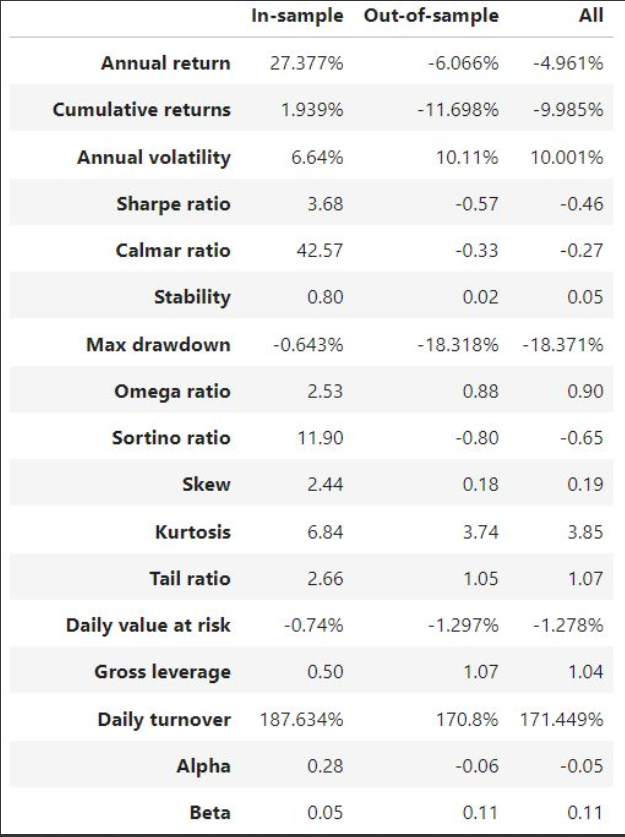 In-sample Out-of-sample All
Annual return 27.377% -6.066% -4.961%
Cumulative returns 1.939% -11.698% -9.985%
Annual volatility 6.64% 10.11% 10.001%
Sharpe ratio 3.68 -0.57 -0.46
Calmar ratio 42.57 -0.33 -0.27
Stability 0.80 0.02 0.05
Max drawdown -0.643% -18.318% -18.371%
Omega ratio 2.53 0.88 0.90
Sortino ratio 11.90 -0.80 -0.65
Skew 2.44 0.18 0.19
Kurtosis 6.84 3.74 3.85
Tail ratio 2.66 1.05 1.07
Daily value at risk -0.74% -1.297% -1.278%
Gross leverage 0.50 1.07 1.04
Daily turnover 187.634% 170.8% 171.449%
Alpha 0.28 -0.06 -0.05
Beta 0.05 0.11 0.11